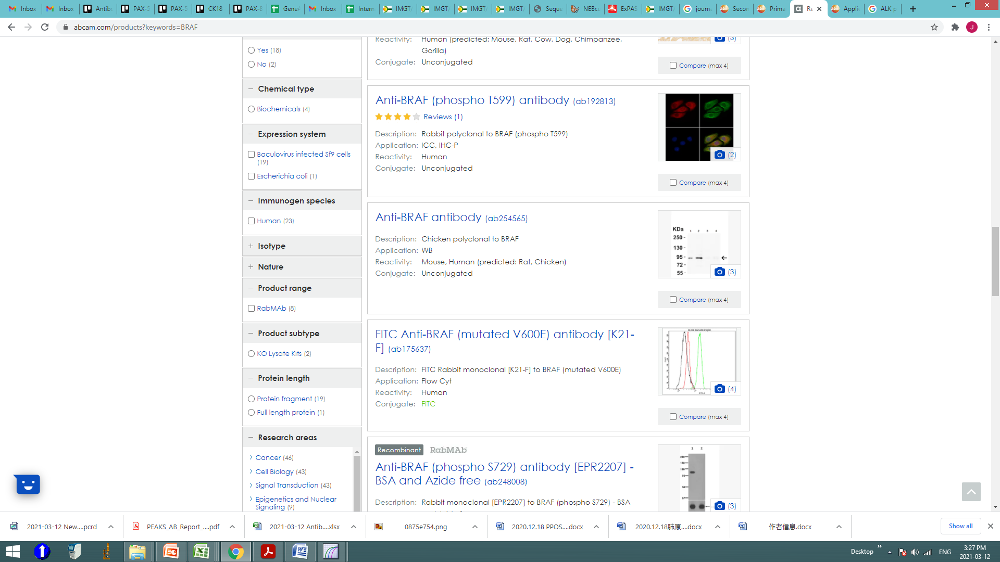 Inbox
Inbox
Antib
PAX-5
PAX-5
CK18
PAX-8
Gene
Inbox
Intern
IMGT/
IMGT/
IMGT/
IMGT/
Seque
NEBcu
ExPAS
IMGT/
journa
Secon
Prima
Re
Applie
ALK p
abcam.com/products?keywords=BRAF
J
Yes (18)
No (2)
Chemical type
Biochemicals (4)
Expression system
Baculovirus infected Sf9 cells
(19)
Escherichia coli (1)
Immunogen species
Human (23)
Isotype
Nature
Product range
RabMAb (8)
Product subtype
KO Lysate Kits (2)
Protein length
Protein fragment (19)
Full length protein (1)
Research areas
Cancer (46)
Cell Biology (43)
Signal Transduction (43)
Epigenetics and Nuclear
Signaling (9)
Reactivity: Human (predicted: Mouse, Rat, Cow, Dog, Chimpanzee,
Gorilla)
Conjugate: Unconjugated
(3)
Compare (max 4)
Anti-BRAF (phospho T599) antibody (ab192813)
Reviews (1)
Description: Rabbit polyclonal to BRAF (phospho T599)
Application: ICC, IHC-P
Reactivity: Human
Conjugate: Unconjugated
(2)
Compare (max 4)
Anti-BRAF antibody (ab254565)
Description: Chicken polyclonal to BRAF
Application: WB
Reactivity: Mouse, Human (predicted: Rat, Chicken)
Conjugate: Unconjugated
KDa 1 2 3 4
250 -
130 -
95 -
72 -
55 -
(3)
Compare (max 4)
FITC Anti-BRAF (mutated V600E) antibody [K21-
F] (ab175637)
Description: FITC Rabbit monoclonal [K21-F] to BRAF (mutated V600E)
Application: Flow Cyt
Reactivity: Human
Conjugate: FITC
(4)
Compare (max 4)
Recombinant RabMAb
Anti-BRAF (phospho S729) antibody [EPR2207] -
BSA and Azide free (ab248008)
Description: Rabbit monoclonal [EPR2207] to BRAF (phospho S729) - BSA
1 2
(3)
2021-03-12 New....pcrd
PEAKS_AB_Report_....pdf
2021-03-12 Antib....xlsx
0875e754.png
2020.12.18 PPOS....docx
2020.12.18肺原....docx
作者信息.docx
Show all
Desktop
ENG
3:27 PM
2021-03-12